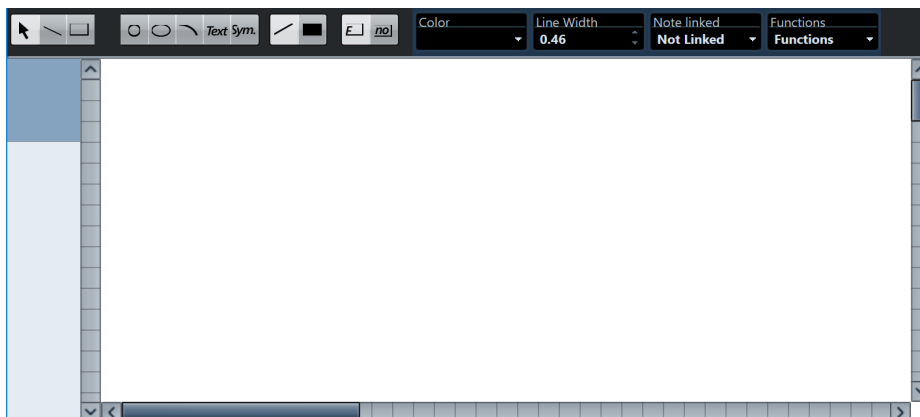 Text Sym. E no Color Line Width Note linked Functions
0.46 Not Linked Functions